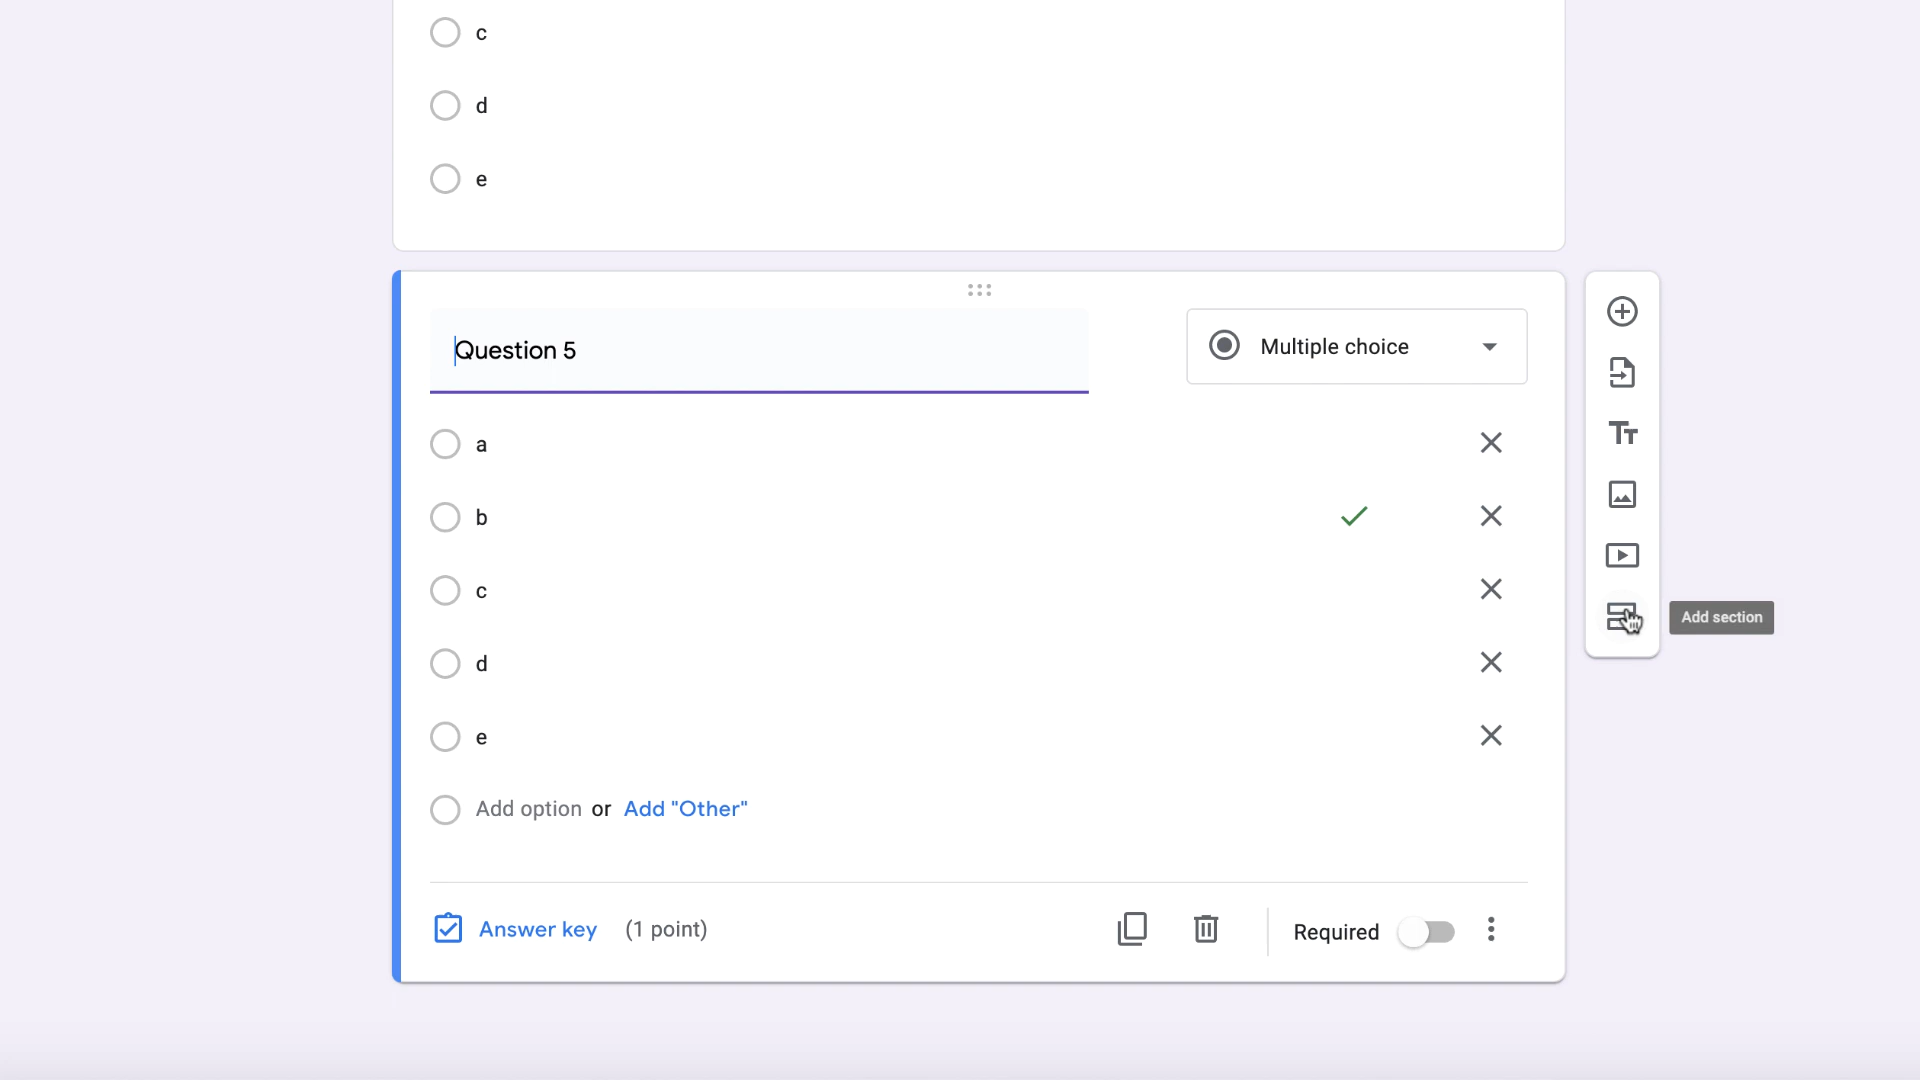 c
d
e
Question 5
Multiple choice
a
b
c
d
Add section
e
Add option or Add "Other"
Answer key (1 point)
Required